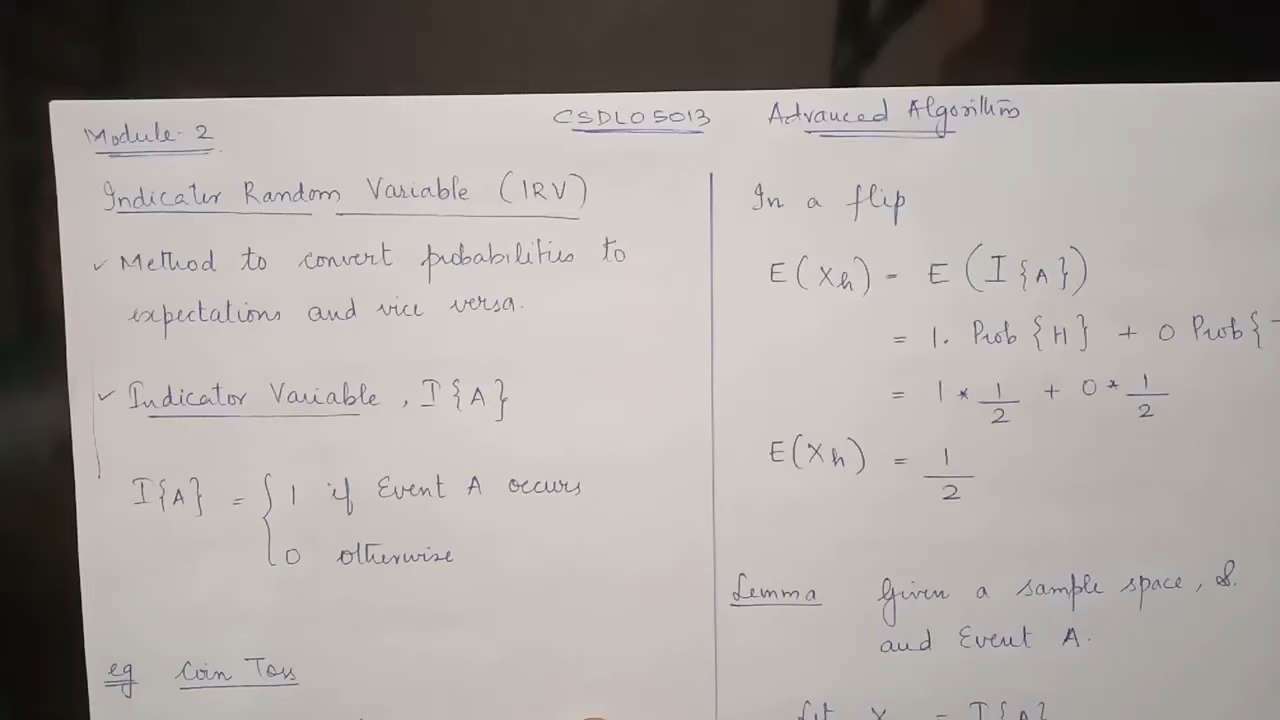 CSDLO5013 Advanced Algorithms
Module-2
Indicator Random Variable (IRV)
✓ Method to convert probabilities to
expectations and vice versa.
✓ Indicator Variable, I{A}
I{A} = { 1 if Event A occurs
0 otherwise
eg Coin Toss
In a flip
E(Xh) = E(I{A})
= 1. Prob {H} + 0 Prob {T
= 1 * 1/2 + 0 * 1/2
E(Xh) = 1/2
Lemma Given a sample space, S.
and Event A.
Let X = I{A}